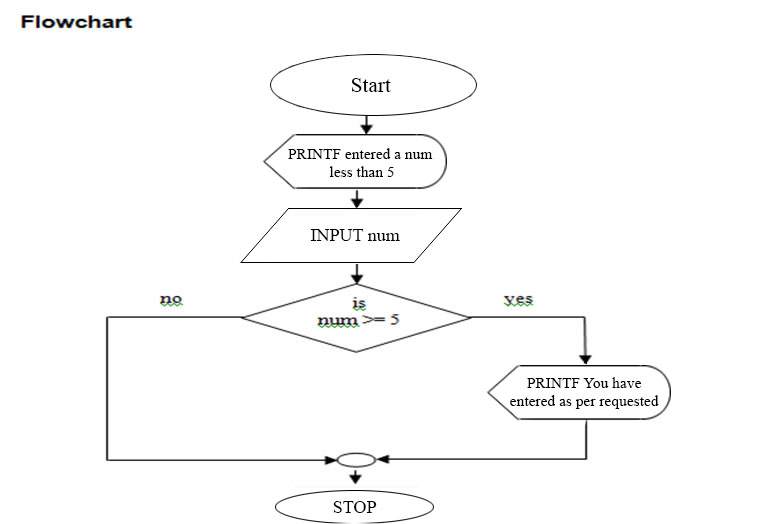 Flowchart
Start
PRINTF entered a num
less than 5
INPUT num
no
is
num >= 5
yes
PRINTF You have
entered as per requested
STOP